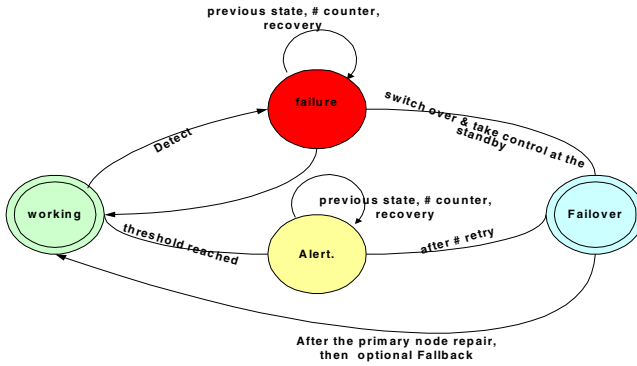 previous state, # counter,
recovery
failure
switch over & take control at the
standby
Detect
previous state, # counter,
recovery
working
Failover
threshold reached
Alert.
after # retry
After the primary node repair,
then optional Fallback